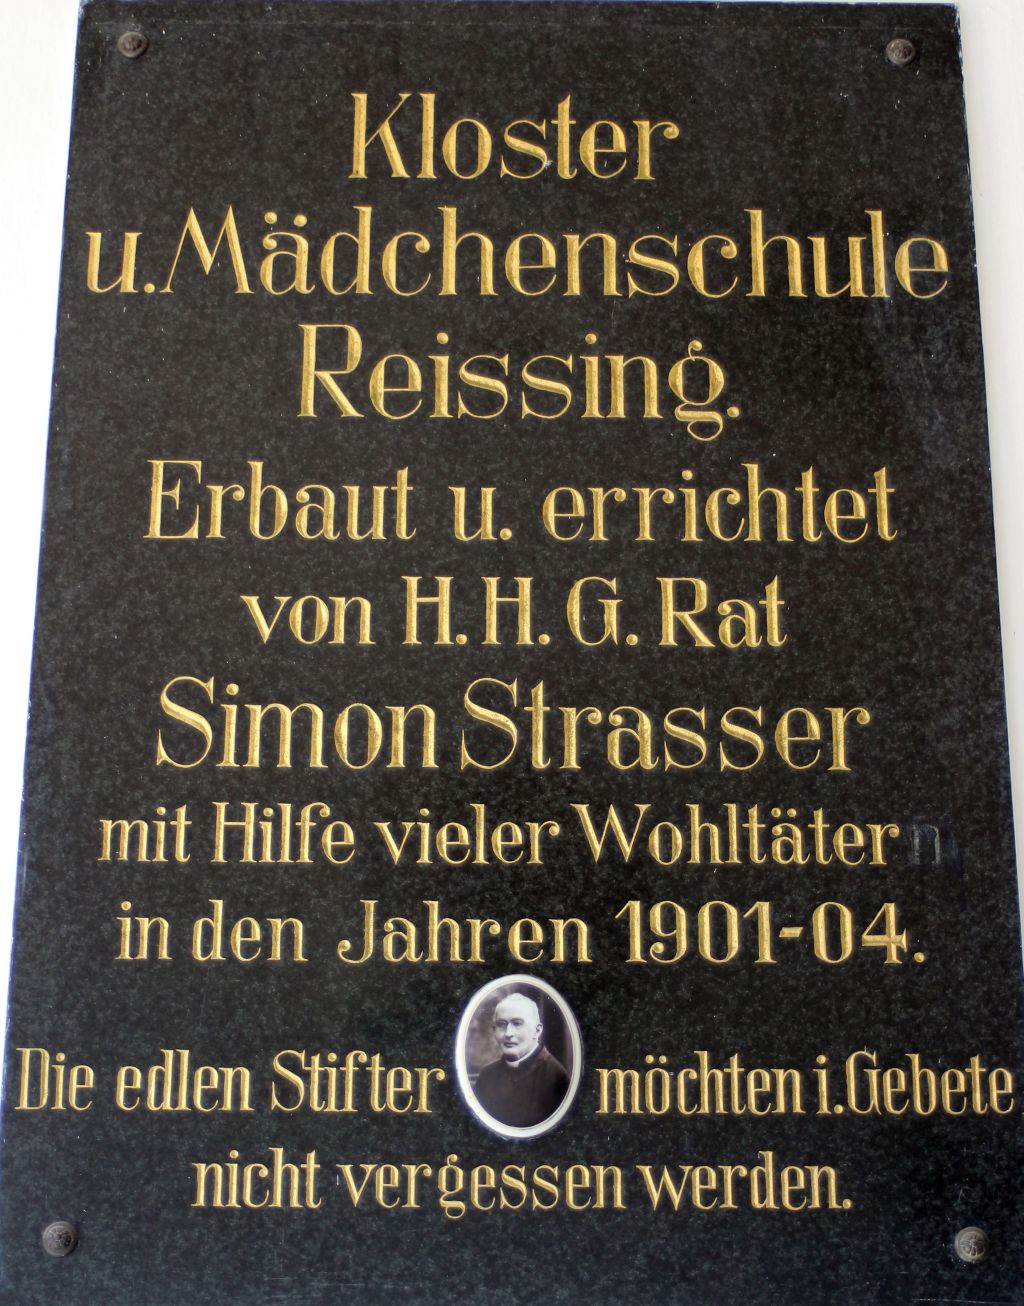 Kloster
u. Mädchenschule
Reissing.
Erbaut u. errichtet
von H.H. G. Rat
Simon Strasser
mit Hilfe vieler Wohltätern
in den Jahren 1901-04.
Die edlen Stifter möchten i. Gebete
nicht vergessen werden.